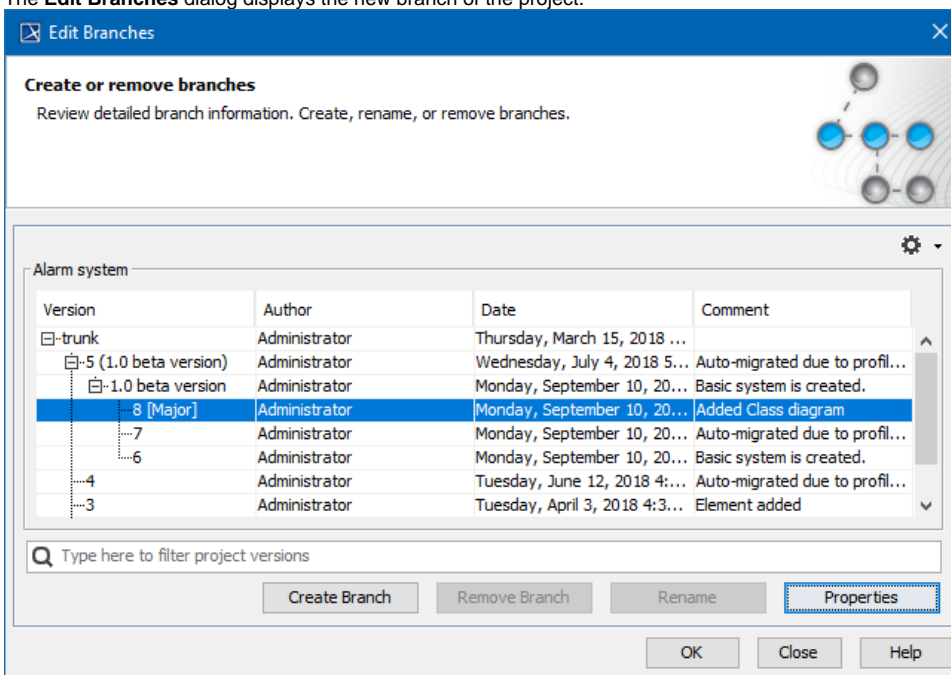 The Edit Branches dialog displays the new branch of the project.
Edit Branches
Create or remove branches
Review detailed branch information. Create, rename, or remove branches.
Alarm system
Version Author Date Comment
trunk Administrator Thursday, March 15, 2018 ...
5 (1.0 beta version) Administrator Wednesday, July 4, 2018 5... Auto-migrated due to profil...
1.0 beta version Administrator Monday, September 10, 20... Basic system is created.
8 [Major] Administrator Monday, September 10, 20... Added Class diagram
7 Administrator Monday, September 10, 20... Auto-migrated due to profil...
6 Administrator Monday, September 10, 20... Basic system is created.
4 Administrator Tuesday, June 12, 2018 4:... Auto-migrated due to profil...
3 Administrator Tuesday, April 3, 2018 4:3... Element added
Type here to filter project versions
Create Branch Remove Branch Rename Properties
OK Close Help